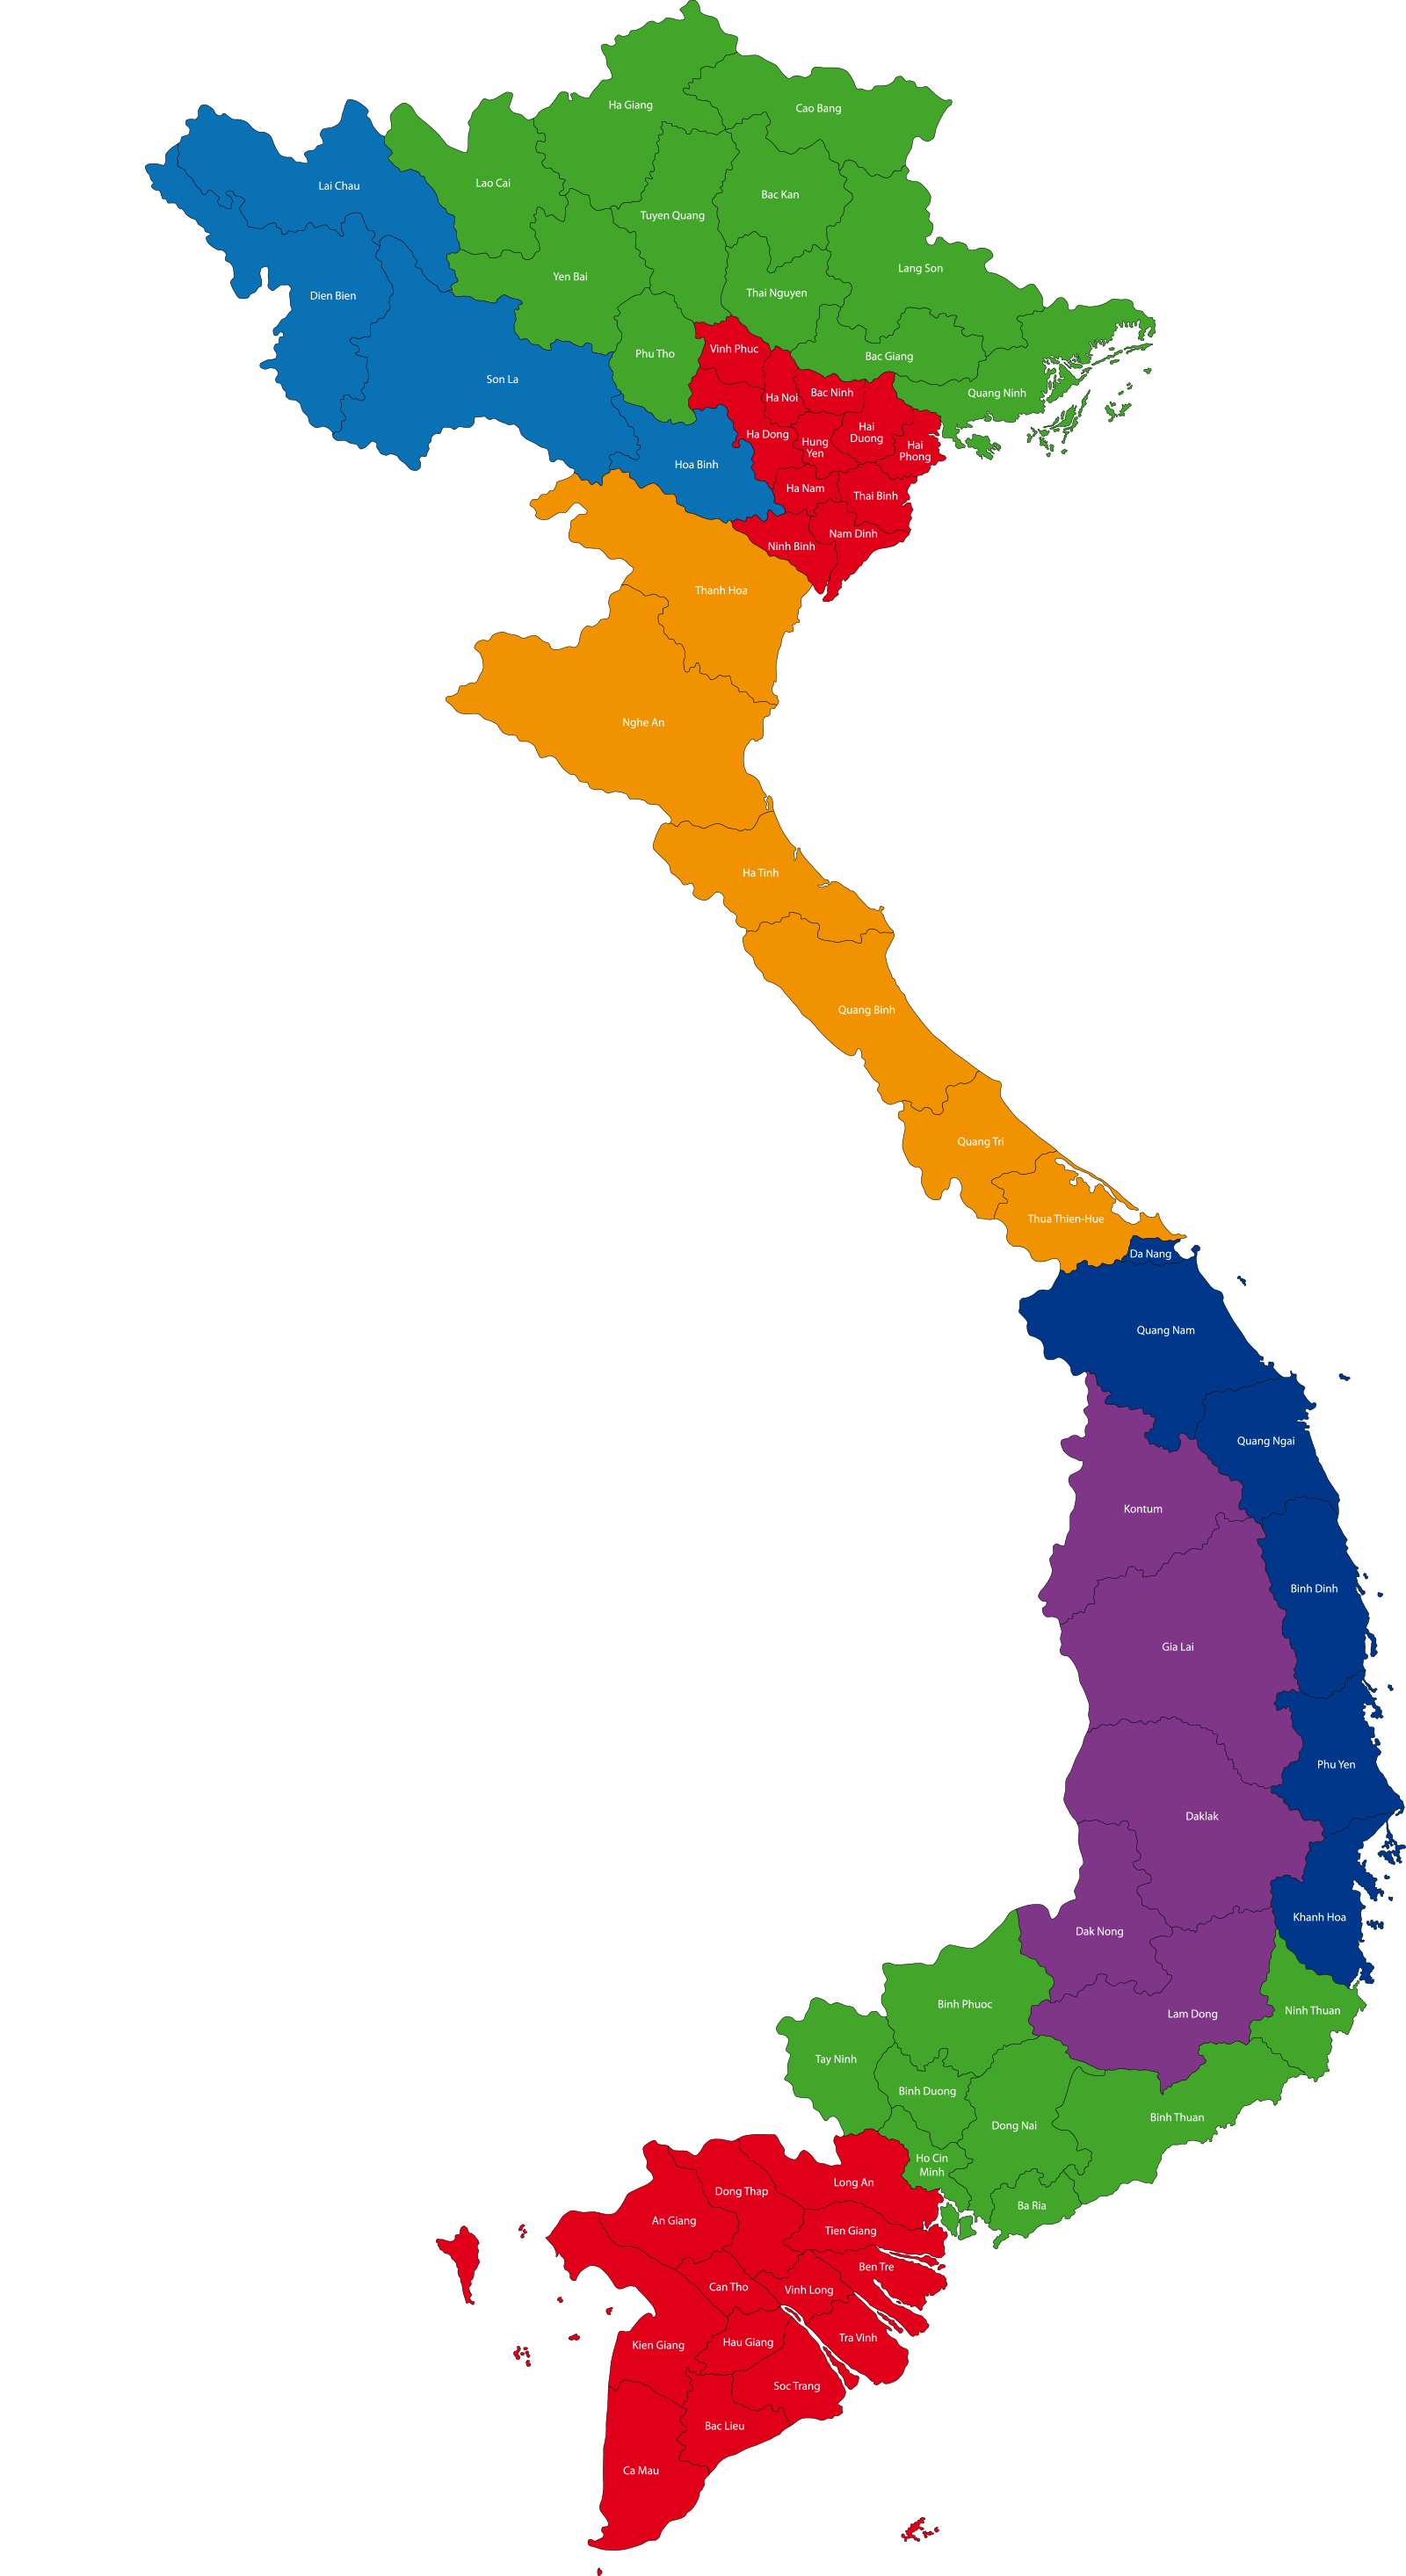 Ha Giang
Cao Bang
Lai Chau
Lao Cai
Bac Kan
Tuyen Quang
Lang Son
Yen Bai
Dien Bien
Thai Nguyen
Vinh Phuc
Phu Tho
Bac Giang
Son La
Quang Ninh
Bac Ninh
Ha Noi
Hai
Duong
Ha Dong
Hung
Yen
Hai
Phong
Hoa Binh
Ha Nam
Thai Binh
Nam Dinh
Ninh Binh
Thanh Hoa
Nghe An
Ha Tinh
Quang Binh
Quang Tri
Thua Thien-Hue
Da Nang
Quang Nam
Quang Ngai
Kontum
Binh Dinh
Gia Lai
Phu Yen
Daklak
Khanh Hoa
Dak Nong
Binh Phuoc
Ninh Thuan
Lam Dong
Tay Ninh
Binh Duong
Binh Thuan
Dong Nai
Ho Cin
Minh
Long An
Dong Thap
Ba Ria
An Giang
Tien Giang
Ben Tre
Can Tho
Vinh Long
Tra Vinh
Hau Giang
Kien Giang
Soc Trang
Bac Lieu
Ca Mau